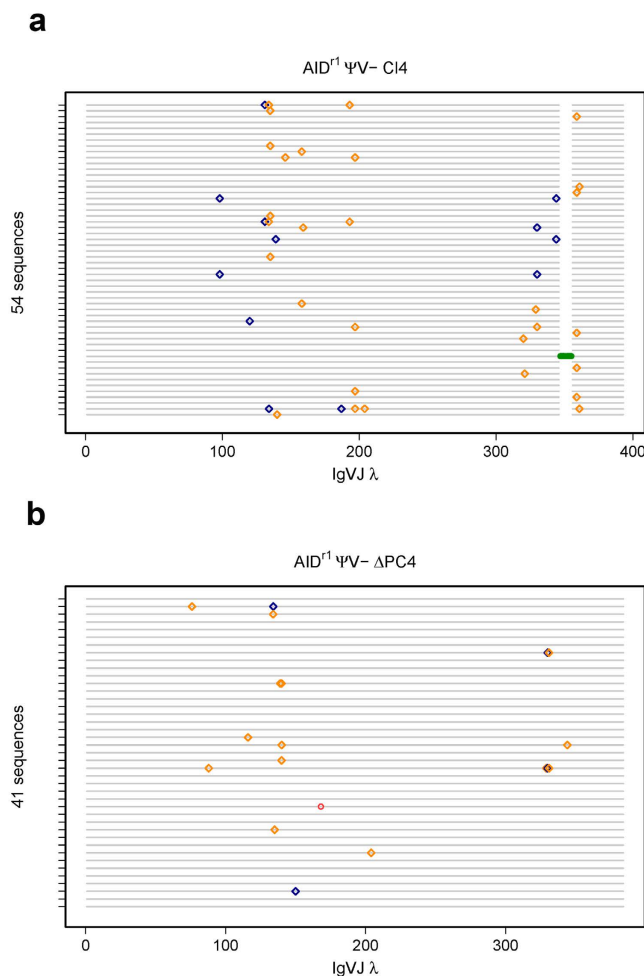 a
AID^r1 ΨV− Cl4
54 sequences
0 100 200 300 400
IgVJ λ
b
AID^r1 ΨV− ΔPC4
41 sequences
0 100 200 300
IgVJ λ